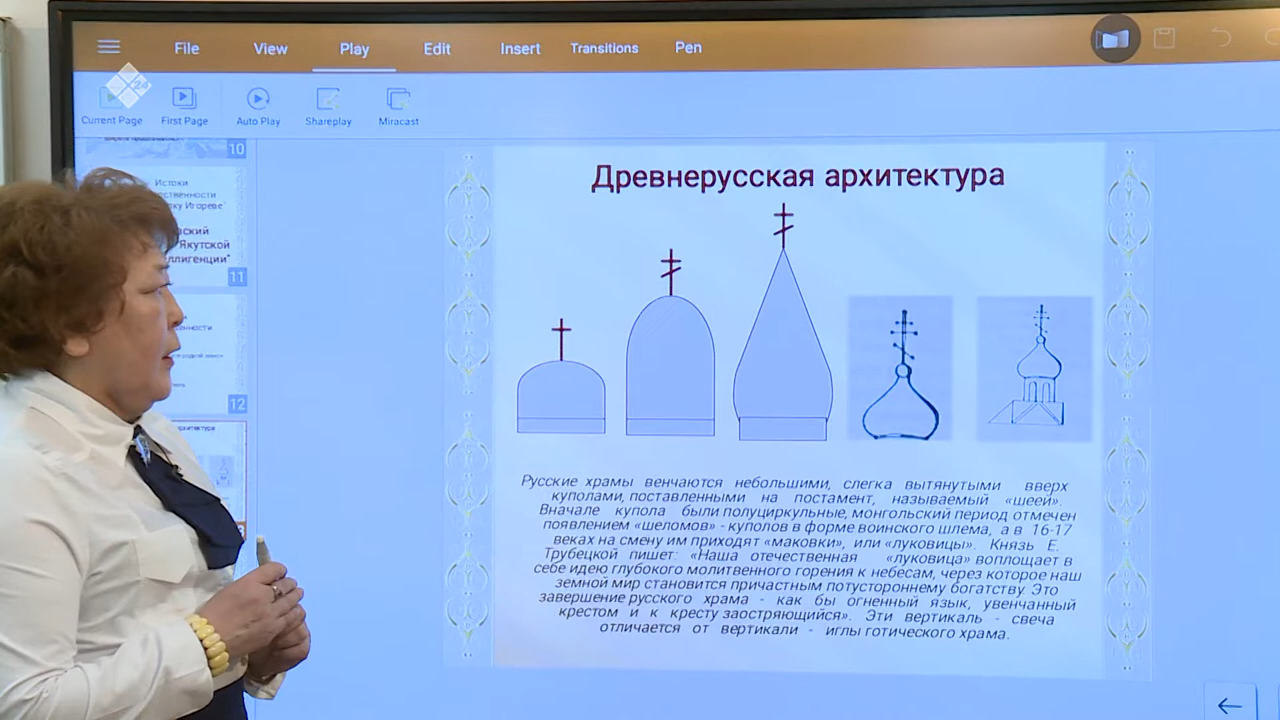 File View Play Edit Insert Transitions Pen
24
Current Page First Page Auto Play Shareplay Miracast
10
Истоки
ку Игореве"
Якутской
11
12
Древнерусская архитектура
Русские храмы венчаются небольшими, слегка вытянутыми вверх
куполами, поставленными на постамент, называемый «шеей».
Вначале купола были полуциркульные, монгольский период отмечен
появлением «шеломов» - куполов в форме воинского шлема, а в 16-17
веках на смену им приходят «маковки», или «луковицы». Князь Е.
Трубецкой пишет: «Наша отечественная «луковица» воплощает в
себе идею глубокого молитвенного горения к небесам, через которое наш
земной мир становится причастным потустороннему богатству. Это
завершение русского храма - как бы огненный язык, увенчанный
крестом и к кресту заостряющийся». Эти вертикаль - свеча
отличается от вертикали - иглы готического храма.